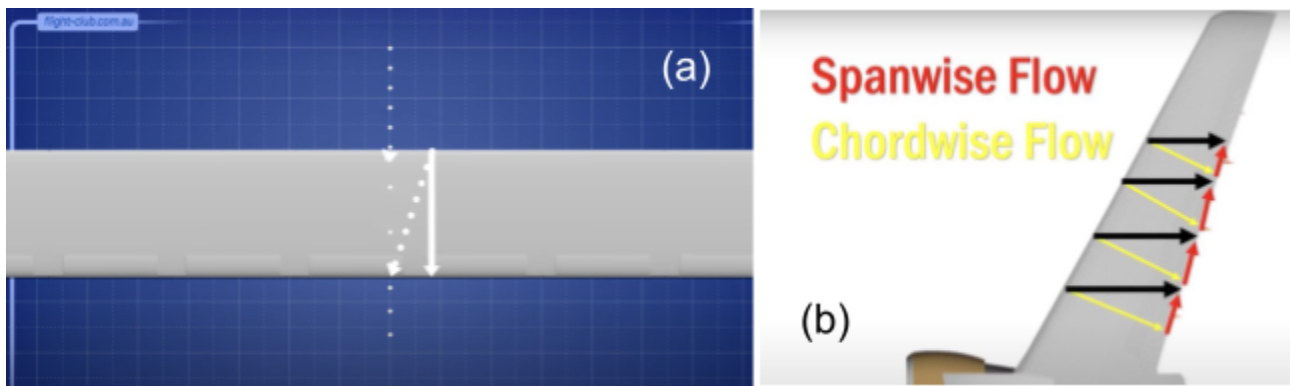 flight-club.com.au
(a)
Spanwise Flow
Chordwise Flow
(b)